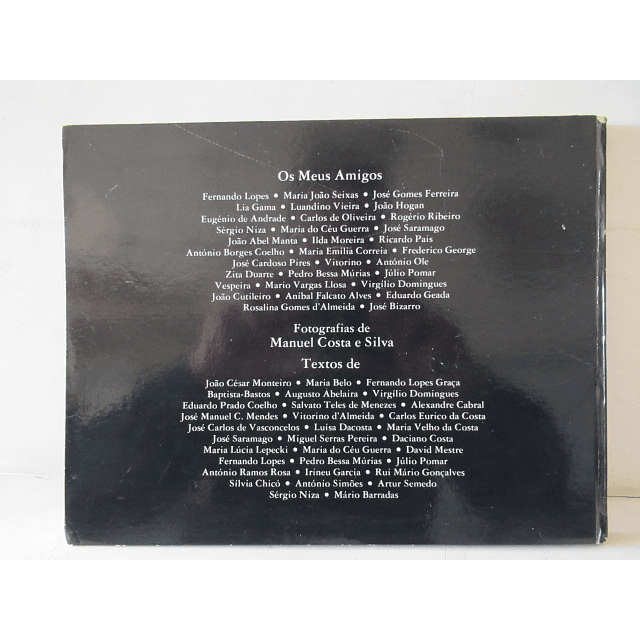 Os Meus Amigos
Fernando Lopes • Maria João Seixas • José Gomes Ferreira
Lia Gama • Luandino Vieira • João Hogan
Eugénio de Andrade • Carlos de Oliveira • Rogério Ribeiro
Sérgio Niza • Maria do Céu Guerra • José Saramago
João Abel Manta • Ilda Moreira • Ricardo Pais
António Borges Coelho • Maria Emília Correia • Frederico George
José Cardoso Pires • Vitorino • António Ole
Zita Duarte • Pedro Bessa Múrias • Júlio Pomar
Vespeira • Mario Vargas Llosa • Virgílio Domingues
João Cutileiro • Aníbal Falcato Alves • Eduardo Geada
Rosalina Gomes d'Almeida • José Bizarro
Fotografias de
Manuel Costa e Silva
Textos de
João César Monteiro • Maria Belo • Fernando Lopes Graça
Baptista-Bastos • Augusto Abelaira • Virgílio Domingues
Eduardo Prado Coelho • Salvato Teles de Menezes • Alexandre Cabral
José Manuel C. Mendes • Vitorino d'Almeida • Carlos Eurico da Costa
José Carlos de Vasconcelos • Luísa Dacosta • Maria Velho da Costa
José Saramago • Miguel Serras Pereira • Daciano Costa
Maria Lúcia Lepecki • Maria do Céu Guerra • David Mestre
Fernando Lopes • Pedro Bessa Múrias • Júlio Pomar
António Ramos Rosa • Irineu Garcia • Rui Mário Gonçalves
Sílvia Chicó • António Simões • Artur Semedo
Sérgio Niza • Mário Barradas